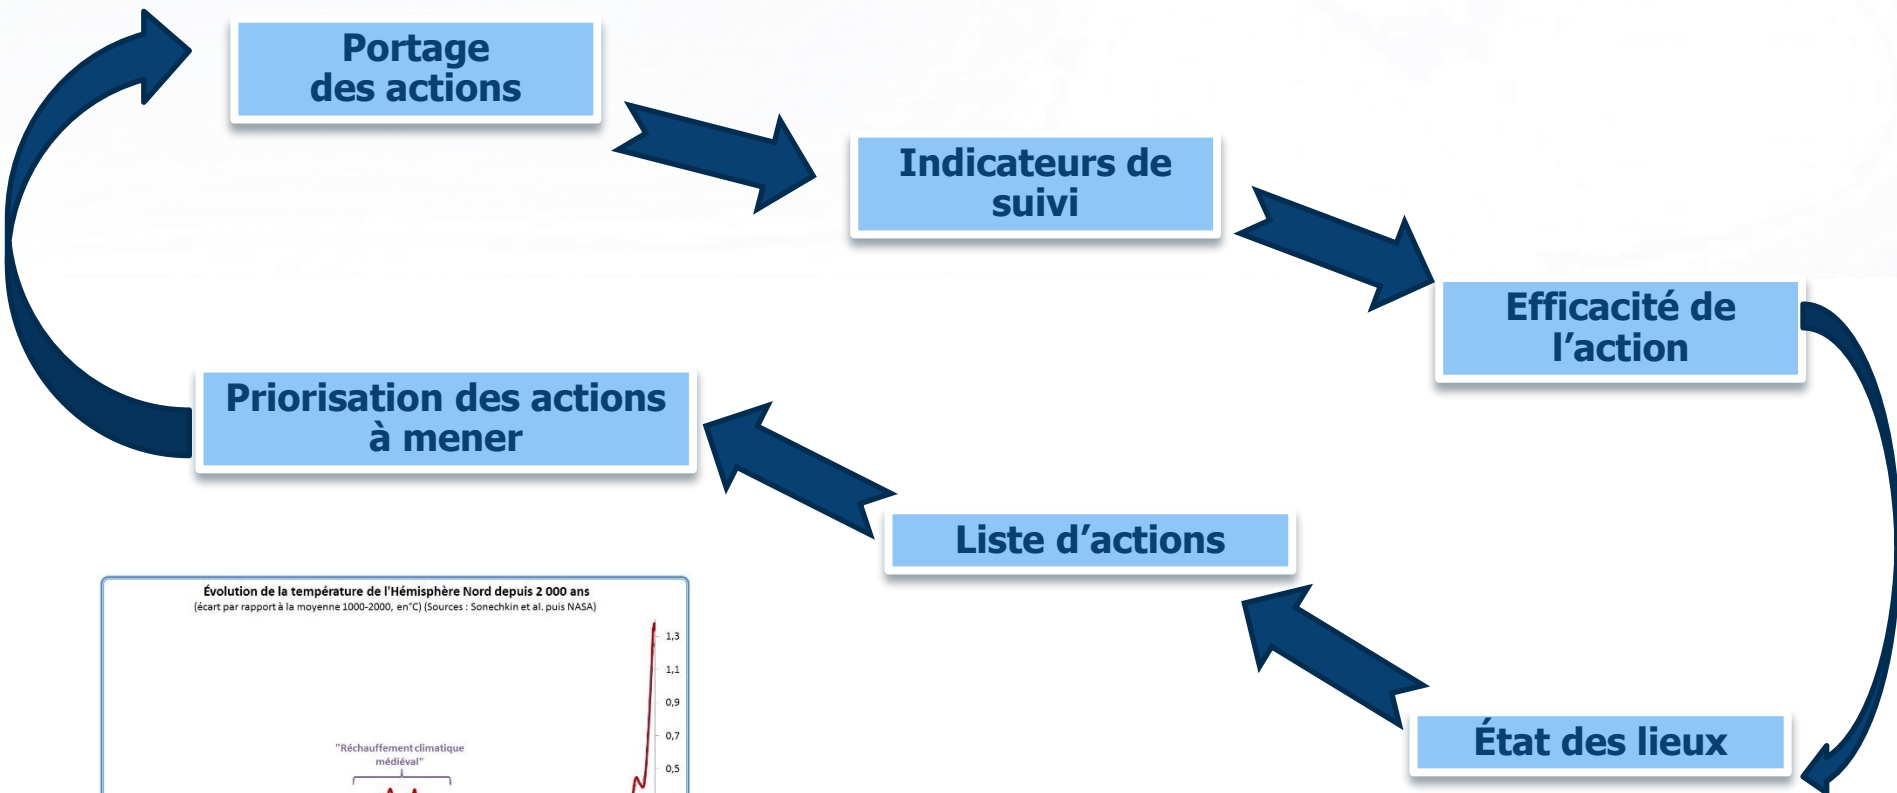 Portage
des actions
Indicateurs de
suivi
Efficacité de
l’action
Priorisation des actions
à mener
Liste d’actions
État des lieux
Évolution de la température de l'Hémisphère Nord depuis 2 000 ans
(écart par rapport à la moyenne 1000-2000, en°C) (Sources : Sonechkin et al. puis NASA)
1,3
1,1
0,9
0,7
"Réchauffement climatique
médiéval"
0,5